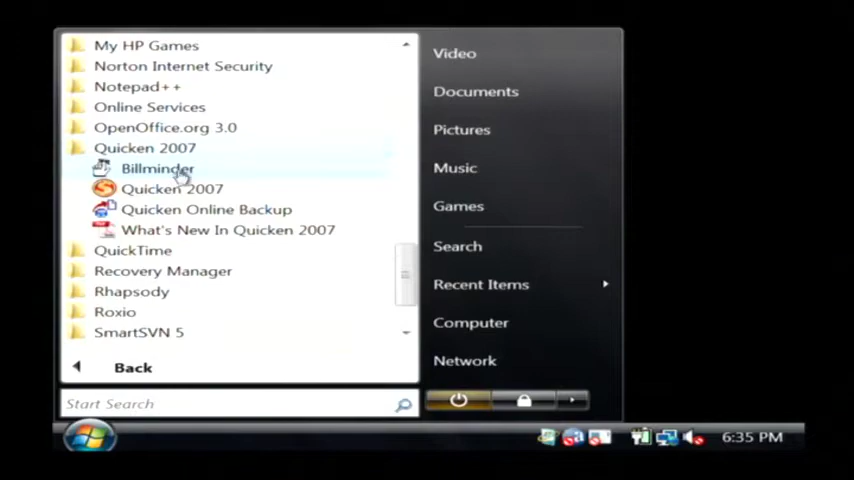 My HP Games
Norton Internet Security
Notepad++
Online Services
OpenOffice.org 3.0
Quicken 2007
Billminder
Quicken 2007
Quicken Online Backup
What's New In Quicken 2007
QuickTime
Recovery Manager
Rhapsody
Roxio
SmartSVN 5
Back
Start Search
Video
Documents
Pictures
Music
Games
Search
Recent Items
Computer
Network
6:35 PM